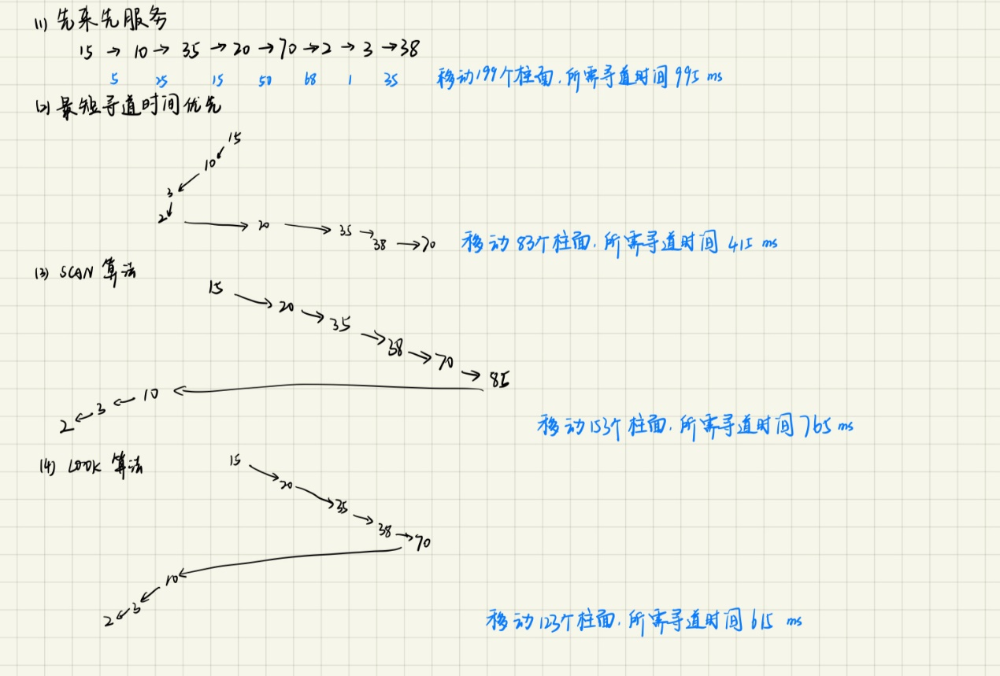 (1) 先来先服务
15 → 10 → 35 → 20 → 70 → 2 → 3 → 38
5 25 15 50 68 1 35 移动199个柱面.所需寻道时间 995 ms
(2) 最短寻道时间优先
15
10
3
2 → 20 → 35 → 38 → 70 移动 83个柱面.所需寻道时间 415 ms
(3) SCAN 算法
15 → 20 → 35 → 38 → 70 → 85
2 ← 3 ← 10 ←
移动153个柱面.所需寻道时间 765 ms
(4) LOOK 算法
15 → 20 → 35 → 38 → 70
2 ← 3 ← 10 ←
移动123个柱面.所需寻道时间 615 ms